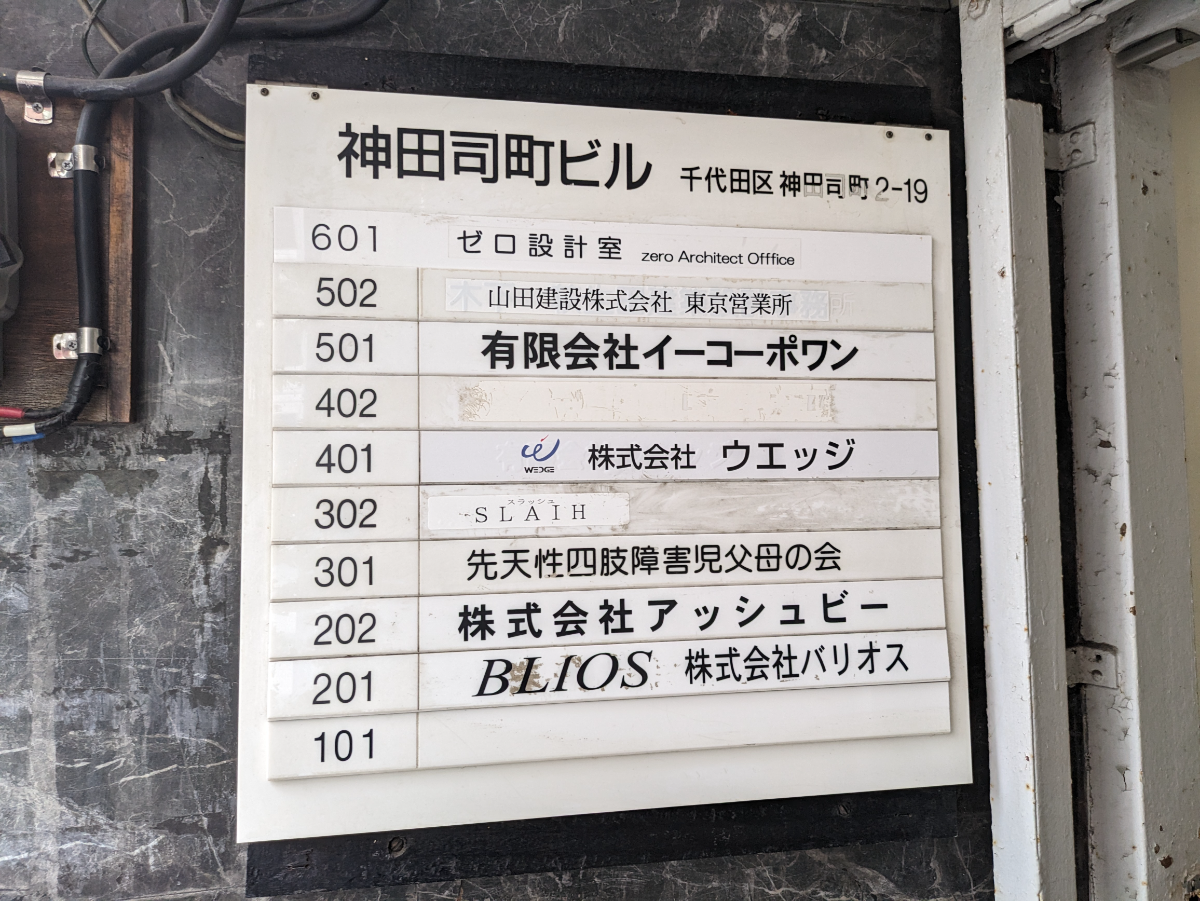 神田司町ビル 千代田区神田司町2-19
601 ゼロ設計室 zero Architect Offfice
502 山田建設株式会社 東京営業所
501 有限会社イーコーポワン
402
401 WEDGE 株式会社 ウエッジ
スラッシュ
302 SLAIH
301 先天性四肢障害児父母の会
202 株式会社アッシュビー
201 BLIOS 株式会社バリオス
101